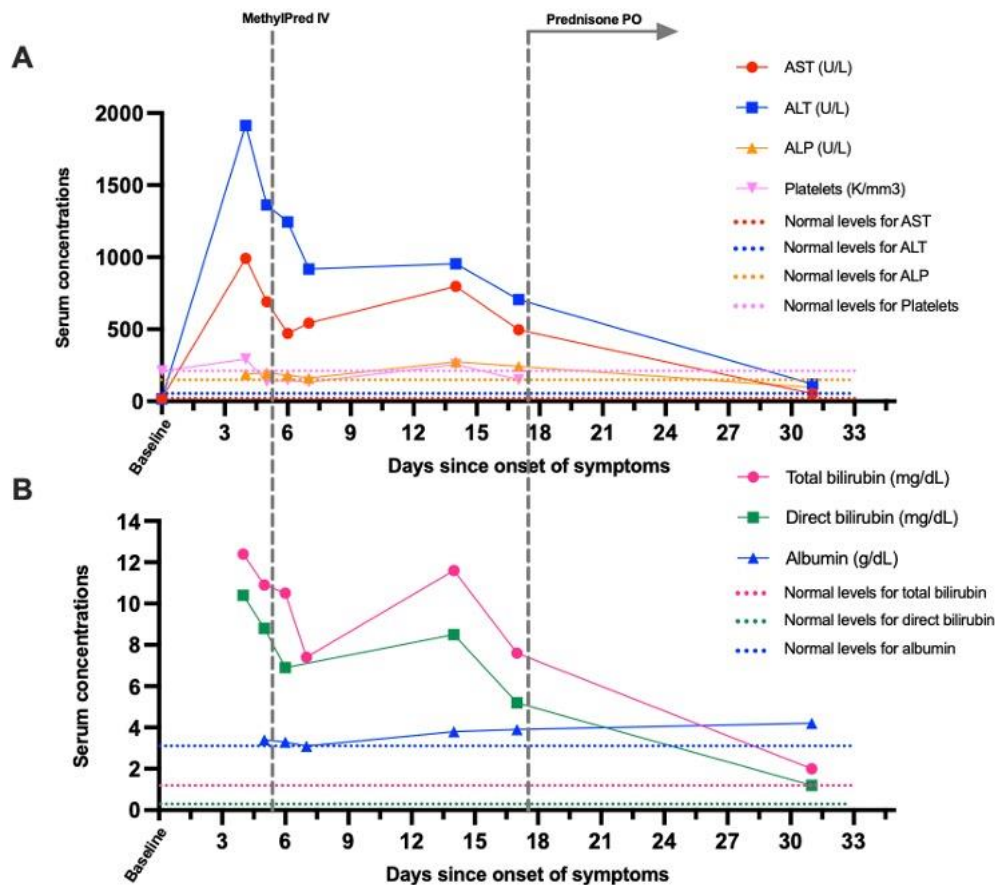 MethylPred IV
Prednisone PO
A
AST (U/L)
ALT (U/L)
ALP (U/L)
Platelets (K/mm3)
Normal levels for AST
Normal levels for ALT
Normal levels for ALP
Normal levels for Platelets
Serum concentrations
2000
1500
1000
500
0
Baseline
3
6
9
12
15
18
21
24
27
30
33
Days since onset of symptoms
B
Total bilirubin (mg/dL)
Direct bilirubin (mg/dL)
Albumin (g/dL)
Normal levels for total bilirubin
Normal levels for direct bilirubin
Normal levels for albumin
Serum concentrations
14
12
10
8
6
4
2
0
Baseline
3
6
9
12
15
18
21
24
27
30
33
Days since onset of symptoms